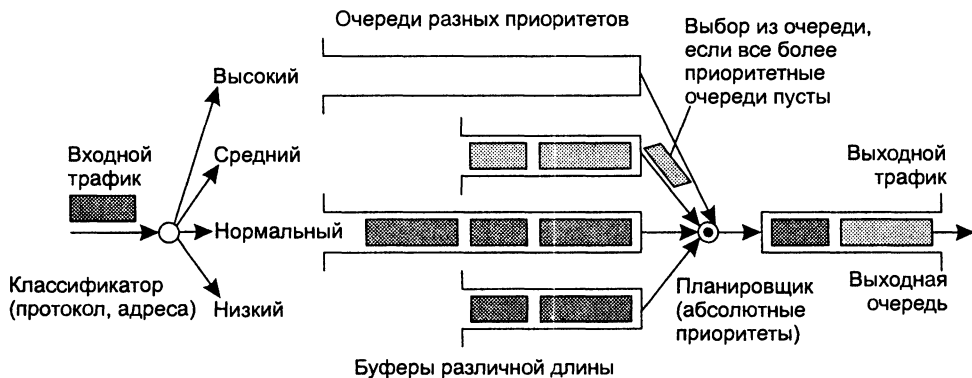 Очереди разных приоритетов
Выбор из очереди,
если все более
приоритетные
очереди пусты
Высокий
Входной
трафик
Средний
Выходной
трафик
Нормальный
Классификатор
(протокол, адреса)
Низкий
Планировщик
(абсолютные
приоритеты)
Выходная
очередь
Буферы различной длины